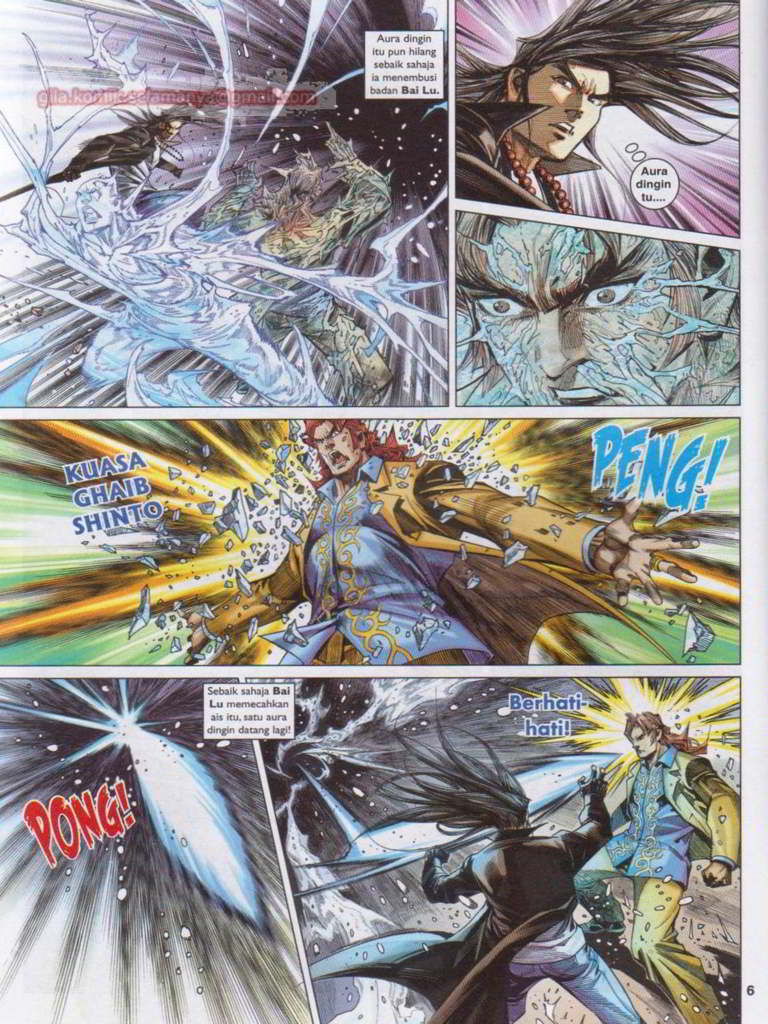 Aura dingin
itu pun hilang
sebaik sahaja
ia menembusi
badan Bai Lu.
Aura
dingin
tu....
KUASA
GHAIB
SHINTO
PENG!
Sebaik sahaja Bai
Lu memecahkan
ais itu, satu aura
dingin datang lagi!
PONG!
Berhati-
hati!
6